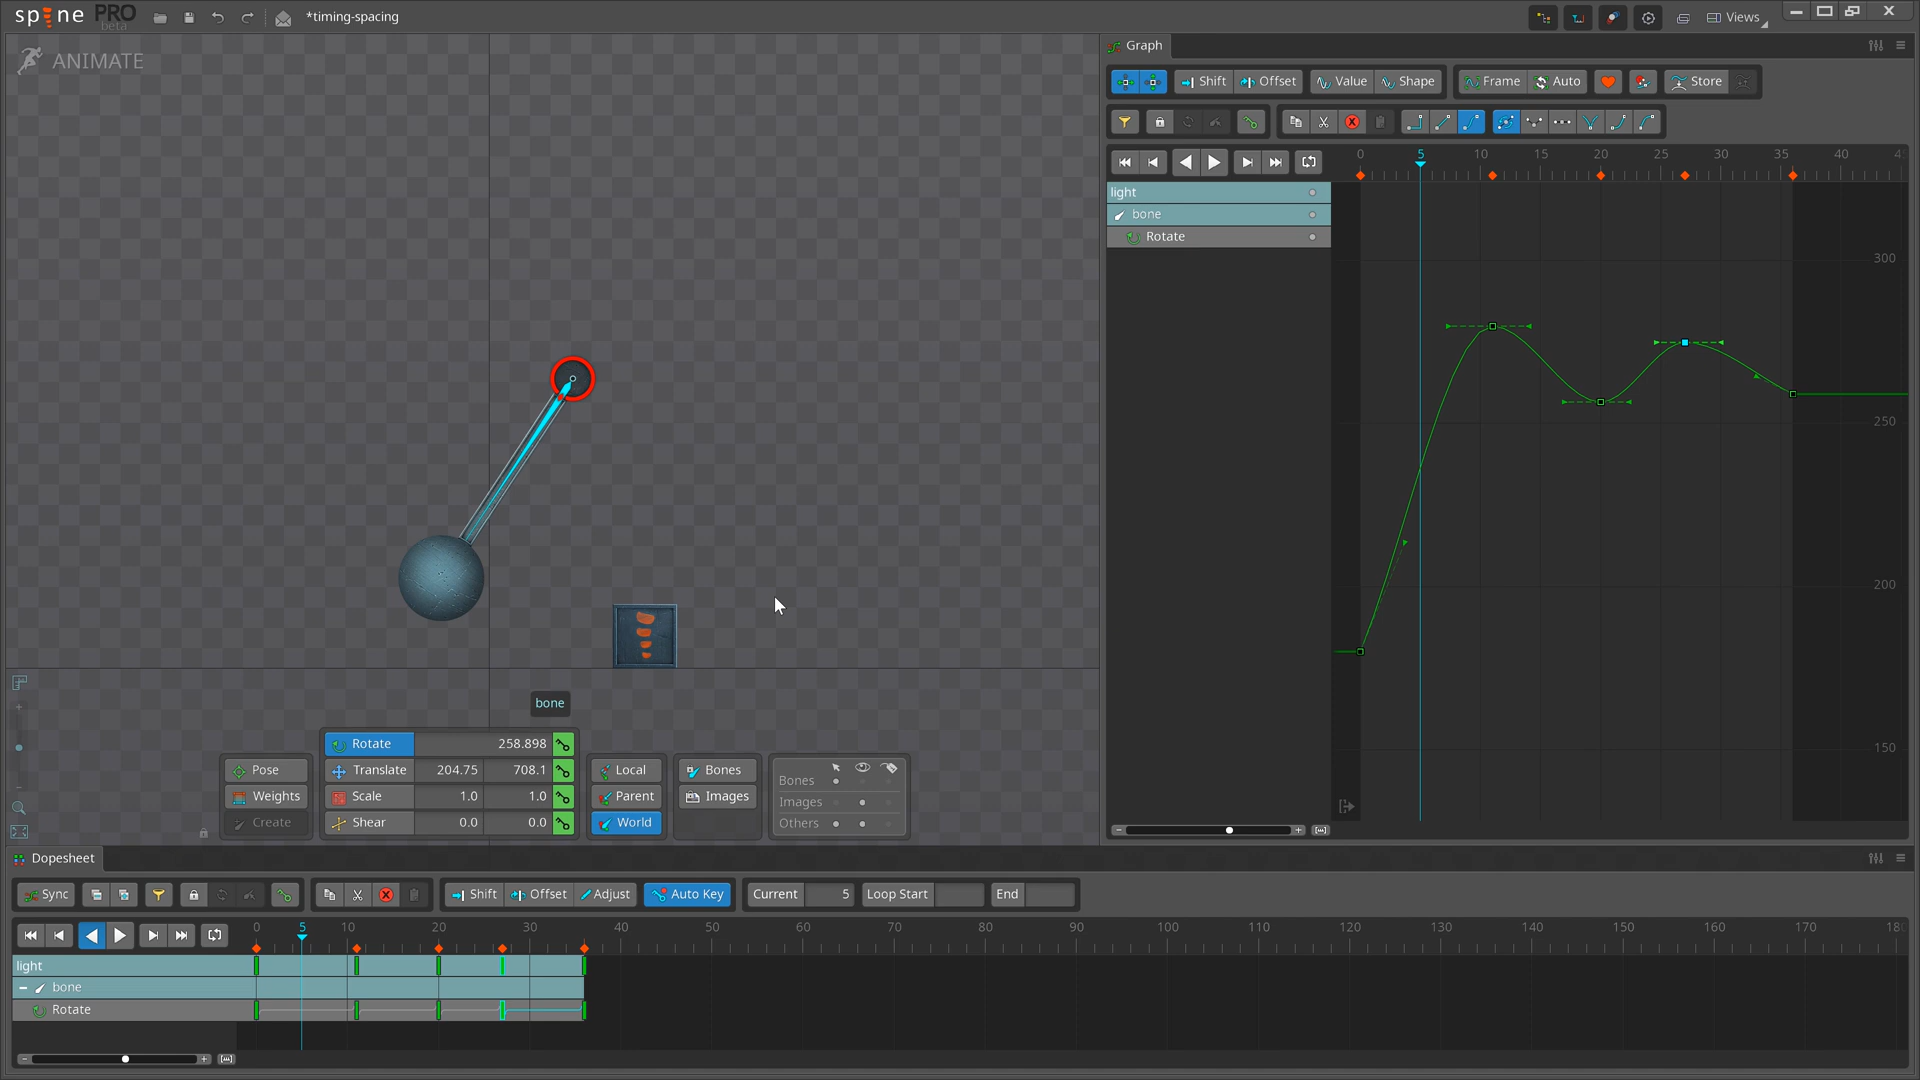 spine PRO beta *timing-spacing Views
ANIMATE
Graph
Shift Offset Value Shape Frame Auto Store
0 5 10 15 20 25 30 35 40
light
bone
Rotate
300
250
200
150
bone
Rotate 258.898
Pose Translate 204.75 708.1 Local Bones
Weights Scale 1.0 1.0 Parent Images
Create Shear 0.0 0.0 World
Bones
Images
Others
Dopesheet
Sync Shift Offset Adjust Auto Key Current 5 Loop Start End
0 5 10 20 30 40 50 60 70 80 90 100 110 120 130 140 150 160 170
light
bone
Rotate